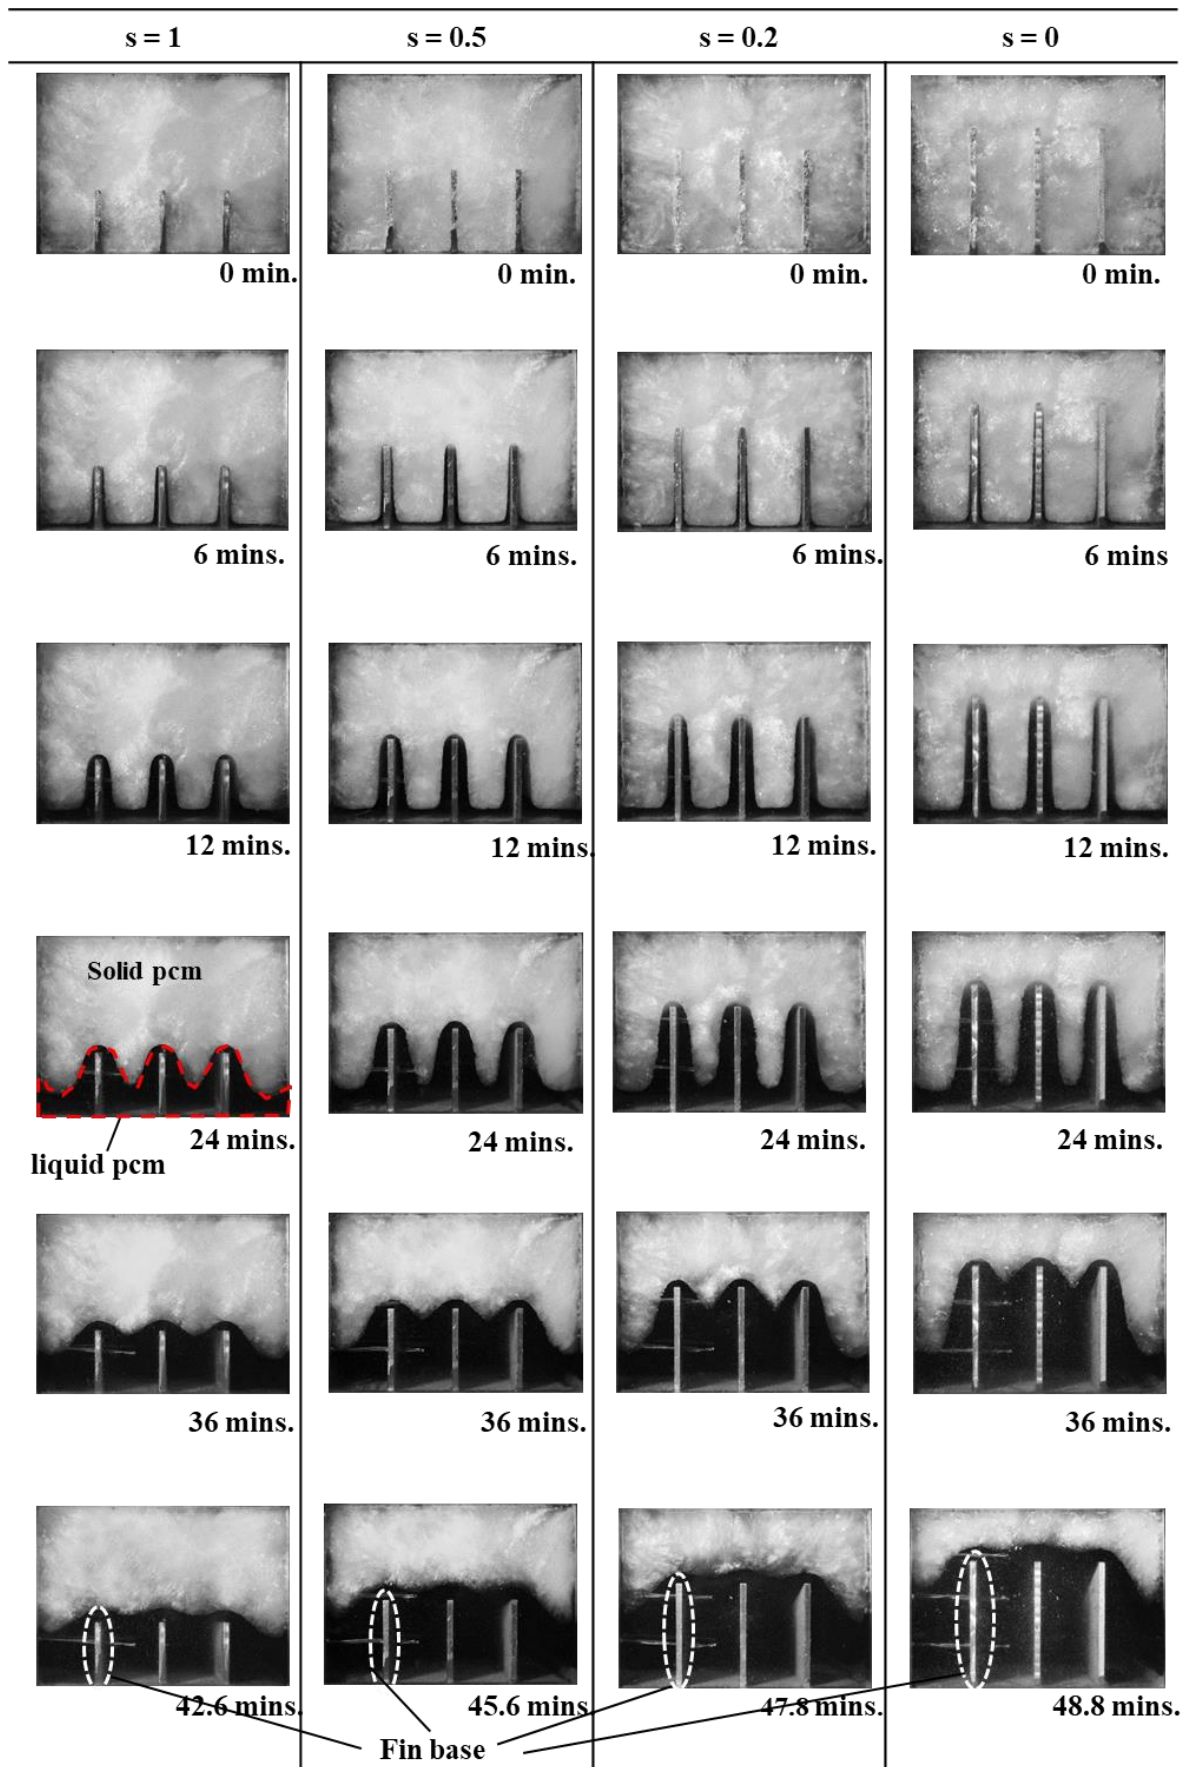 s = 1 s = 0.5 s = 0.2 s = 0
0 min. 0 min. 0 min. 0 min.
6 mins. 6 mins. 6 mins. 6 mins
12 mins. 12 mins. 12 mins. 12 mins.
Solid pcm
24 mins. 24 mins. 24 mins. 24 mins.
liquid pcm
36 mins. 36 mins. 36 mins. 36 mins.
42.6 mins. 45.6 mins. 47.8 mins. 48.8 mins.
Fin base